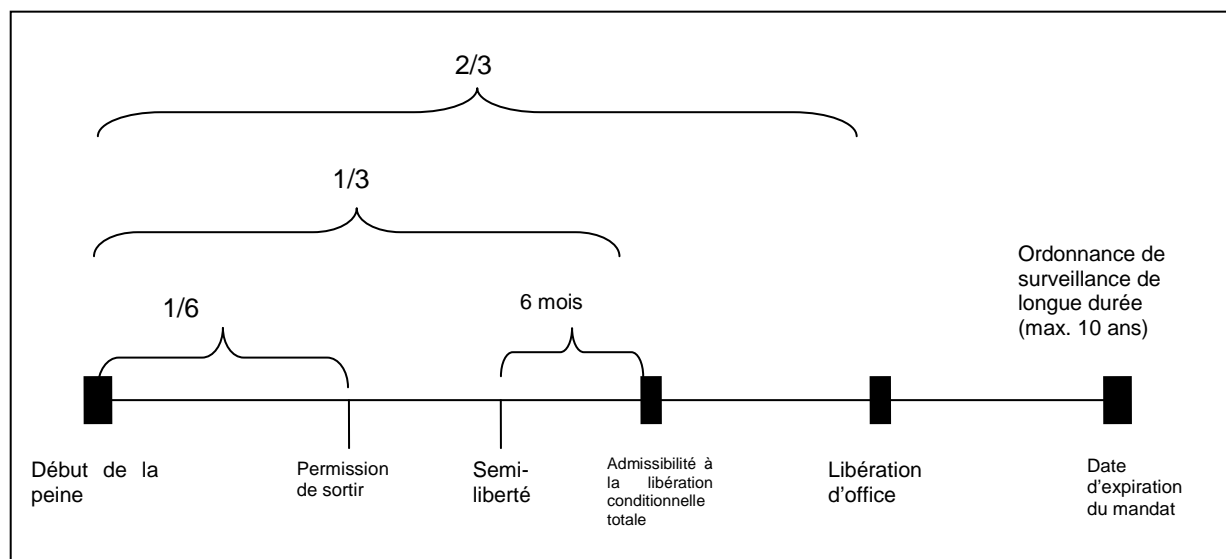 2/3
1/3
1/6
6 mois
Ordonnance de
surveillance de
longue durée
(max. 10 ans)
Début de la
peine
Permission
de sortir
Semi-
liberté
Admissibilité à
la libération
conditionnelle
totale
Libération
d'office
Date
d'expiration
du mandat